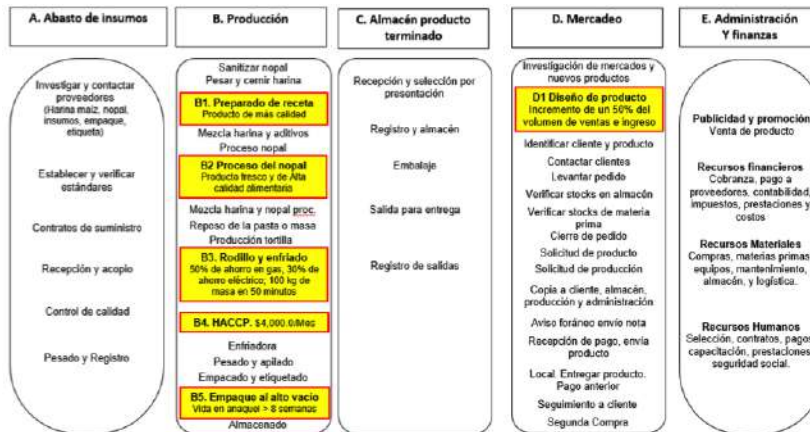 A. Abasto de insumos
Investigar y contactar
proveedores
(Harina maíz, nopal,
insumos, empaque,
etiqueta)
Establecer y verificar
estándares
Contratos de suministro
Recepción y acopio
Control de calidad
Pesado y Registro
B. Producción
Sanitizar nopal
Pesar y cernir harina
B1. Preparado de receta
Producto de más calidad
Mezcla harina y aditivos
Proceso nopal
B2 Proceso del nopal
Producto fresco y de Alta
calidad alimentaria
Mezcla harina y nopal proc.
Reposo de la pasta o masa
Producción tortilla
B3. Rodillo y enfriado
50% de ahorro en gas, 30% de
ahorro eléctrico; 100 kg de
masa en 50 minutos
B4. HACCP. $4,000.0/Mes
Enfriadora
Pesado y apilado
Empacado y etiquetado
B5. Empaque al alto vacio
Vida en anaquel > 8 semanas
Almacenado
C. Almacén producto
terminado
Recepción y selección por
presentación
Registro y almacén
Embalaje
Salida para entrega
Registro de salidas
D. Mercadeo
Investigación de mercados y
nuevos productos
D1 Diseño de producto
Incremento de un 50% del
volumen de ventas e ingreso
Identificar cliente y producto
Contactar clientes
Levantar pedido
Verificar stocks en almacén
Verificar stocks de materia
prima
Cierre de pedido
Solicitud de producto
Solicitud de producción
Copia a cliente, almacén,
producción y administración
Aviso foráneo envío nota
Recepción de pago, envía
producto
Local. Entregar producto.
Pago anterior
Seguimiento a cliente
Segunda Compra
E. Administración
Y finanzas
Publicidad y promoción
Venta de producto
Recursos financieros
Cobranza, pago a
proveedores, contabilidad,
impuestos, prestaciones y
costos
Recursos Materiales
Compras, materias primas,
equipos, mantenimiento,
almacén, y logística.
Recursos Humanos
Selección, contratos, pagos,
capacitación, prestaciones,
seguridad social.